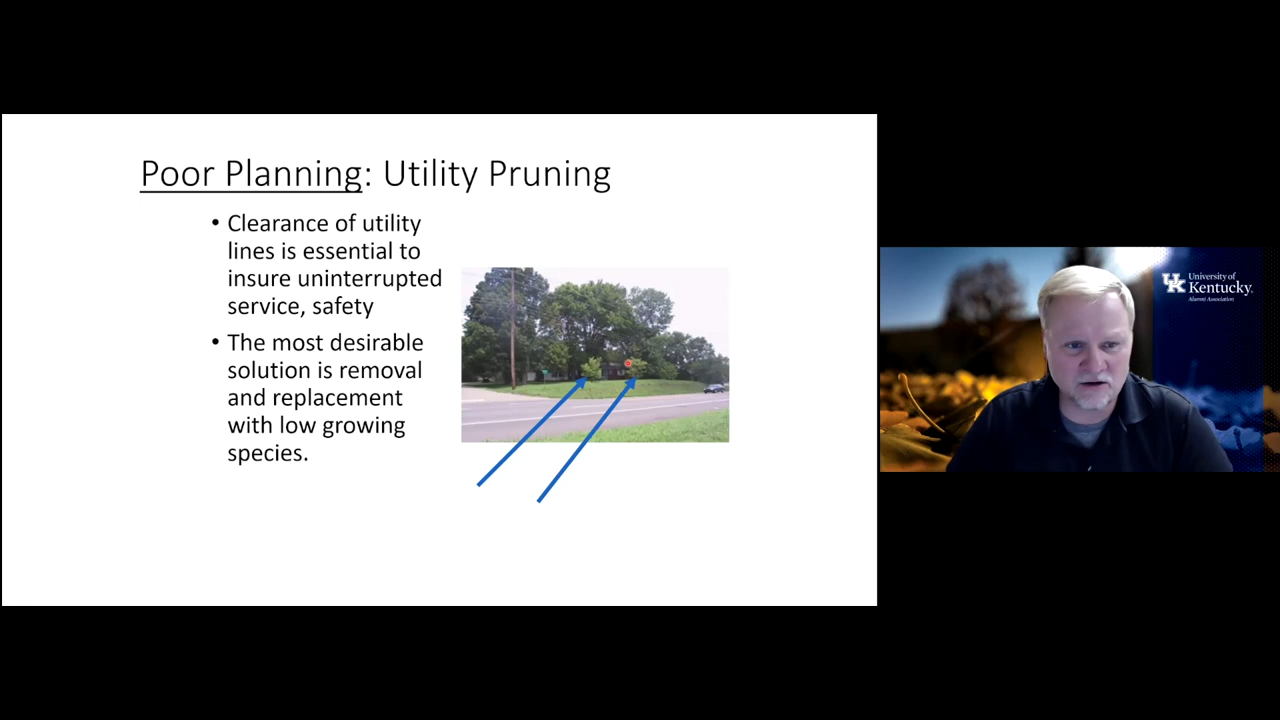 Poor Planning: Utility Pruning
• Clearance of utility
lines is essential to
insure uninterrupted
service, safety
• The most desirable
solution is removal
and replacement
with low growing
species.
UK University of
Kentucky.
Alumni Association